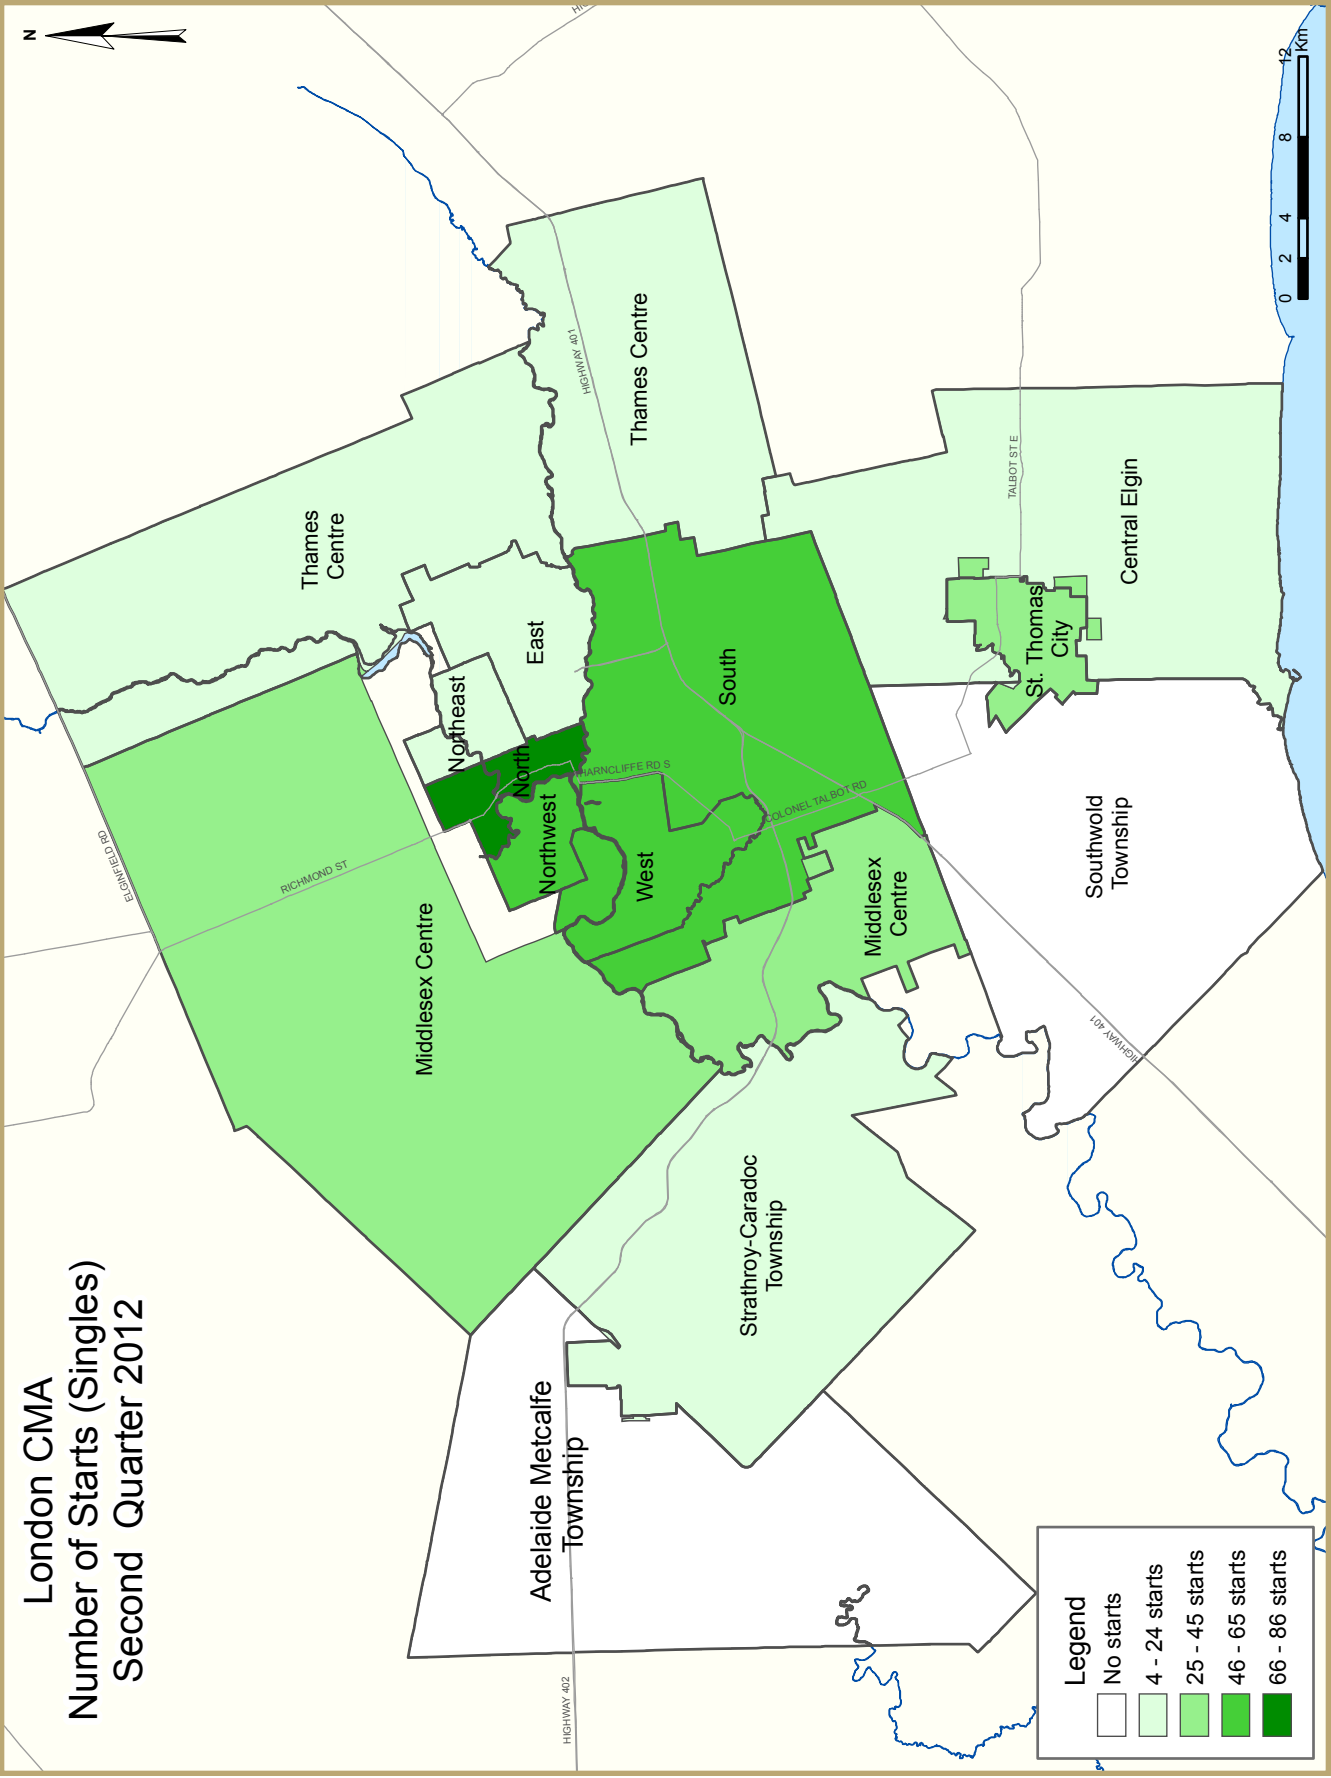 London CMA
Number of Starts (Singles)
Second Quarter 2012
N
ELGINFIELD RD
RICHMOND ST
Thames
Centre
Middlesex Centre
Northeast
East
North
Northwest
HIGHWAY 401
Thames Centre
West
South
COLONEL TALBOT RD
Adelaide Metcalfe
Township
HIGHWAY 402
Strathroy-Caradoc
Township
Middlesex
Centre
TALBOT ST E
St. Thomas
City
Central Elgin
Southwold
Township
HIGHWAY 401
Legend
No starts
4 - 24 starts
25 - 45 starts
46 - 65 starts
66 - 86 starts
0 2 4 8 12
Km